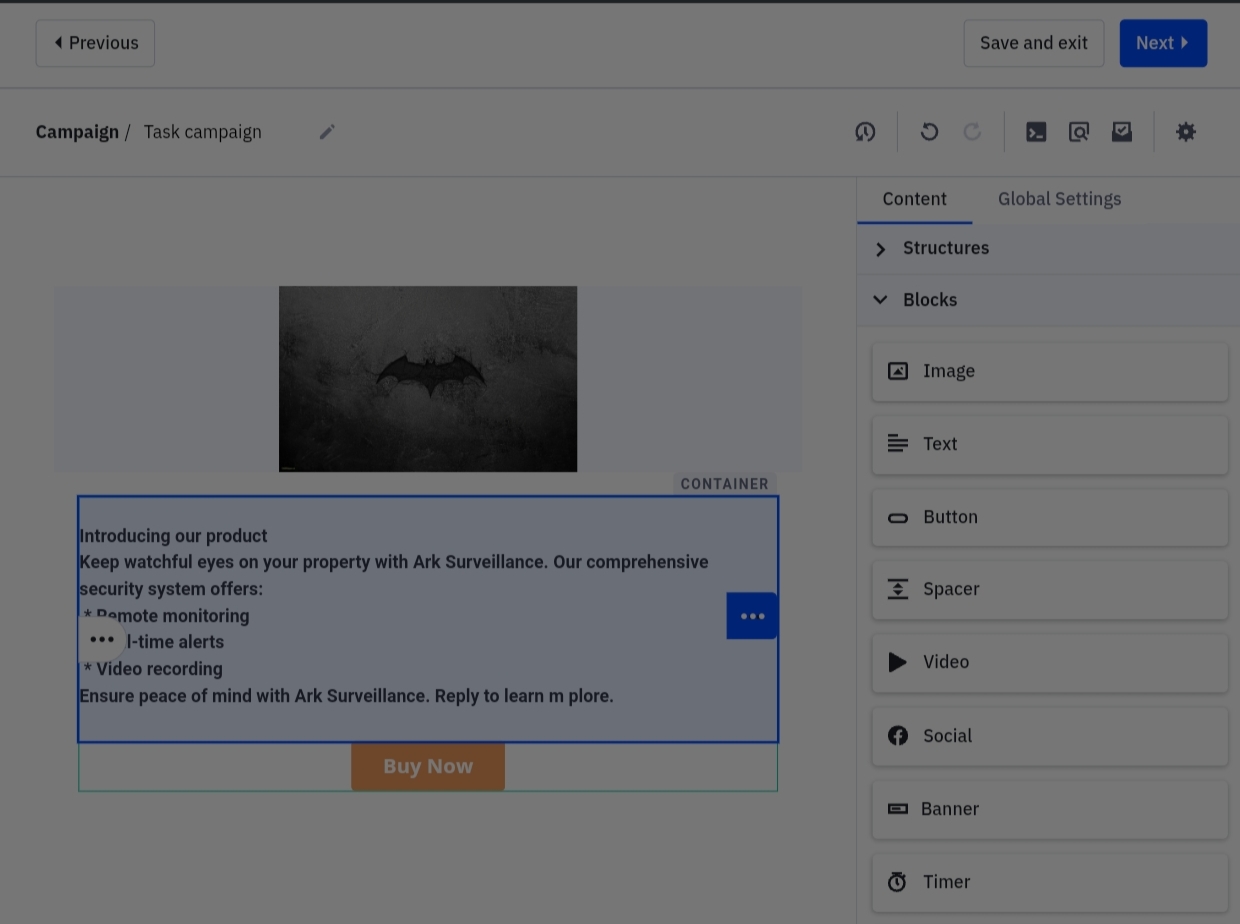 Previous
Save and exit
Next
Campaign / Task campaign
Content
Global Settings
Structures
Blocks
Image
Text
Button
Spacer
Video
Social
Banner
Timer
CONTAINER
Introducing our product
Keep watchful eyes on your property with Ark Surveillance. Our comprehensive
security system offers:
* Remote monitoring
l-time alerts
* Video recording
Ensure peace of mind with Ark Surveillance. Reply to learn m plore.
Buy Now